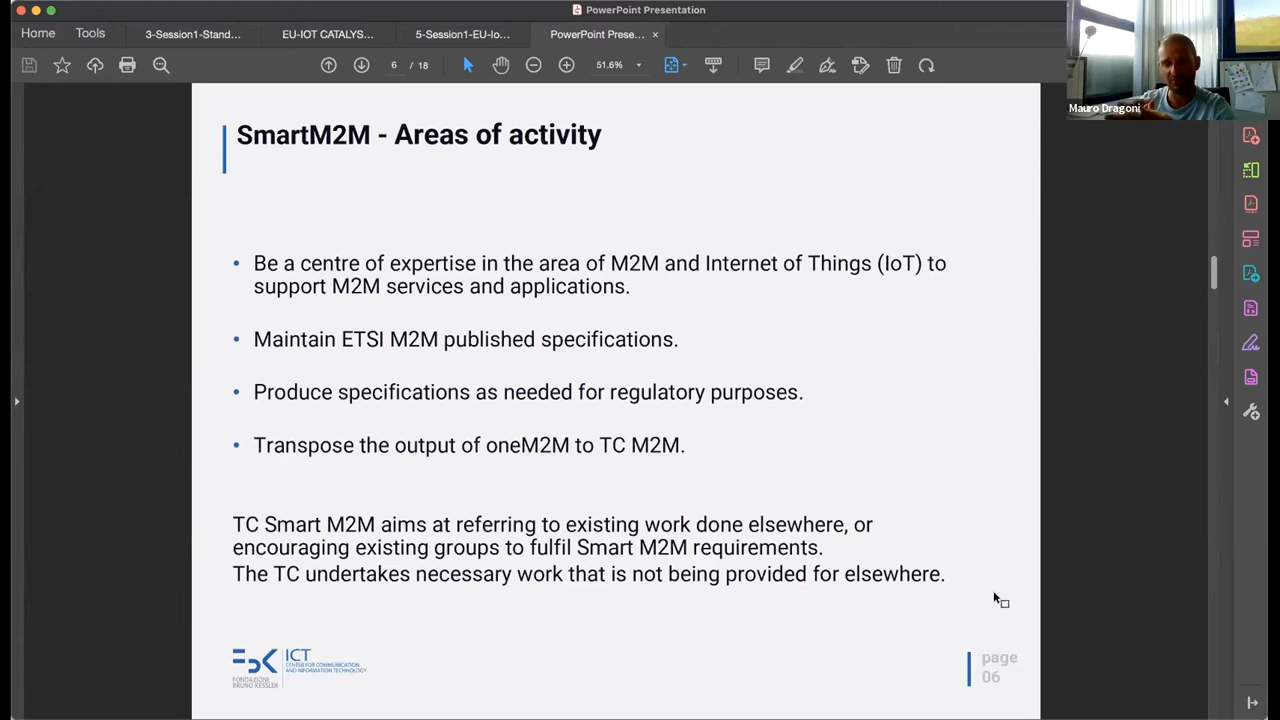 PowerPoint Presentation
Home
Tools
3-Session1-Stand...
EU-IOT CATALYS...
5-Session1-EU-Io...
PowerPoint Prese...
6 / 18
51.6%
Mauro Dragoni
SmartM2M - Areas of activity
• Be a centre of expertise in the area of M2M and Internet of Things (IoT) to
support M2M services and applications.
• Maintain ETSI M2M published specifications.
• Produce specifications as needed for regulatory purposes.
• Transpose the output of oneM2M to TC M2M.
TC Smart M2M aims at referring to existing work done elsewhere, or
encouraging existing groups to fulfil Smart M2M requirements.
The TC undertakes necessary work that is not being provided for elsewhere.
FBK
FONDAZIONE
BRUNO KESSLER
ICT
CENTER FOR COMMUNICATION
AND INFORMATION TECHNOLOGY
page
06